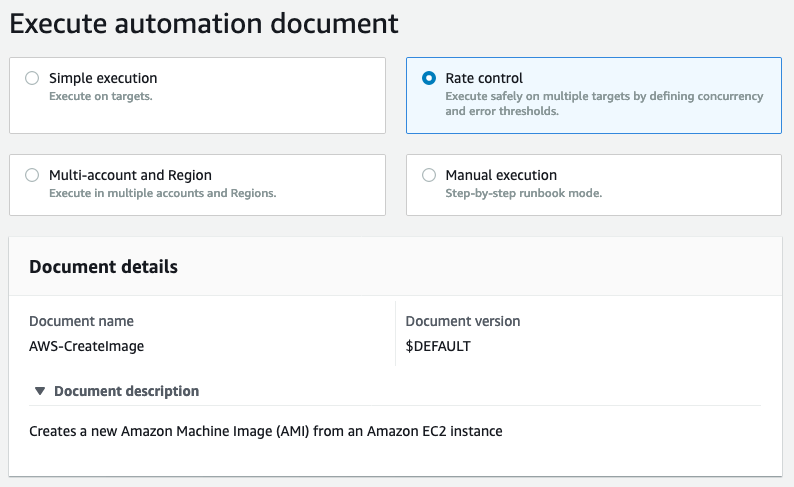 Execute automation document
Simple execution
Execute on targets.
Rate control
Execute safely on multiple targets by defining concurrency
and error thresholds.
Multi-account and Region
Execute in multiple accounts and Regions.
Manual execution
Step-by-step runbook mode.
Document details
Document name
AWS-CreateImage
Document version
$DEFAULT
Document description
Creates a new Amazon Machine Image (AMI) from an Amazon EC2 instance